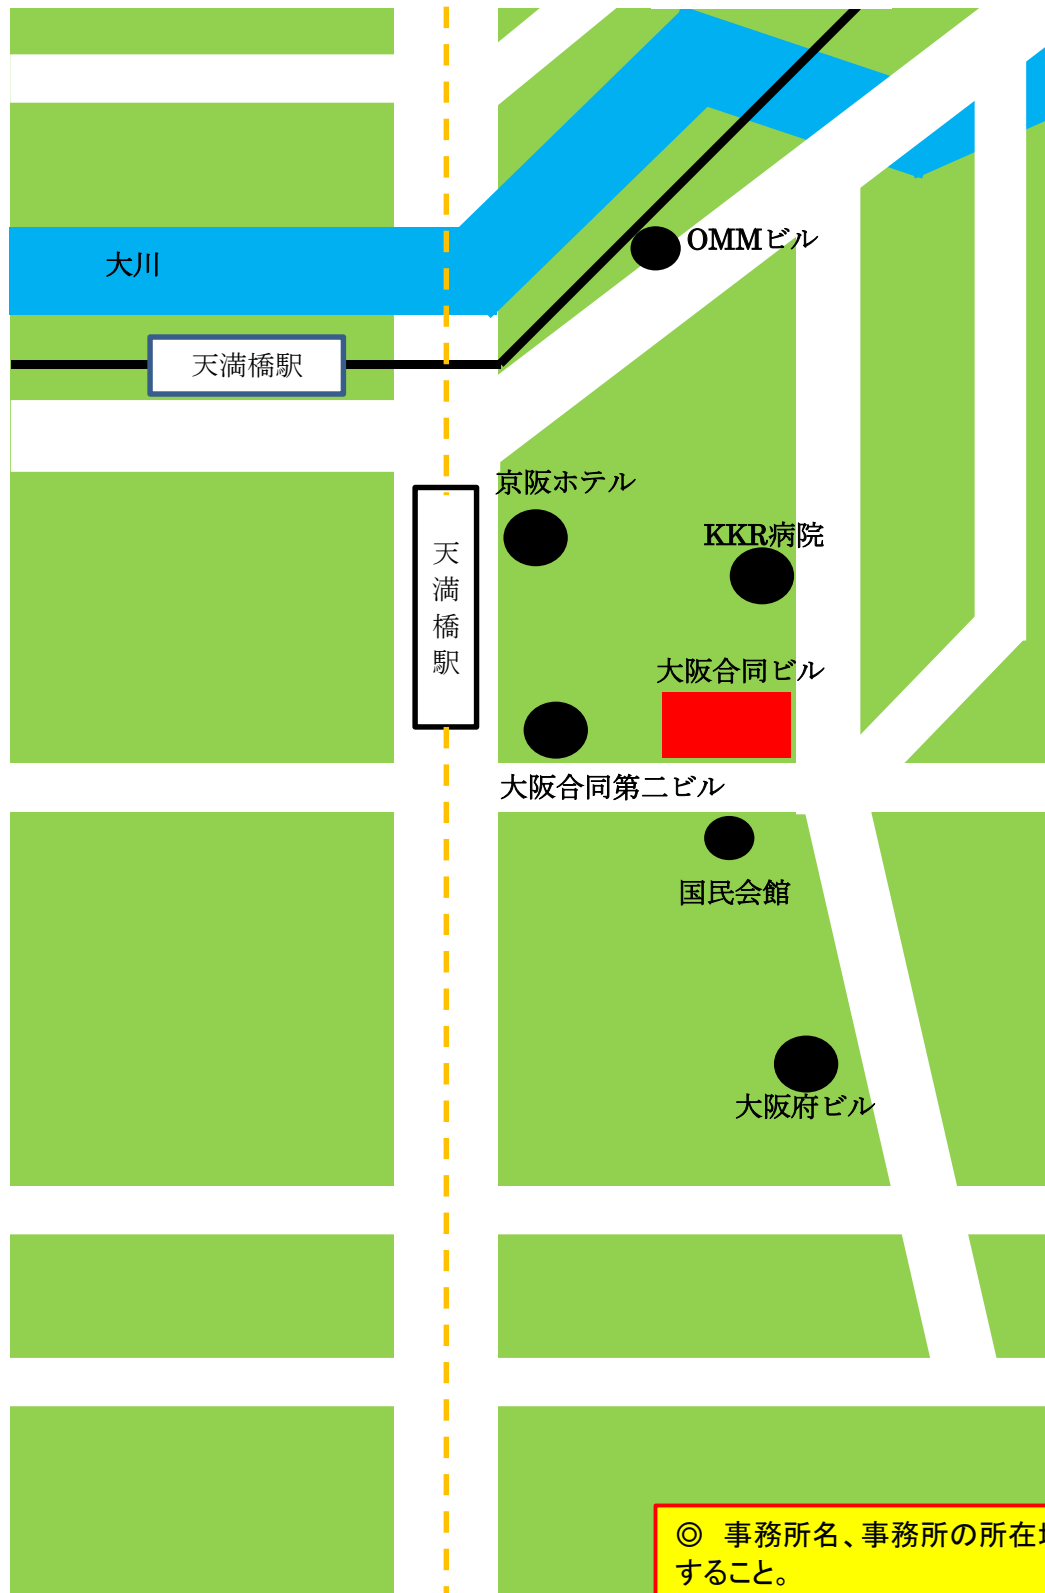 OMMビル
大川
天満橋駅
京阪ホテル
KKR病院
天満橋駅
大阪合同ビル
大阪合同第二ビル
国民会館
大阪府ビル
◎ 事務所名、事務所の所在
すること。